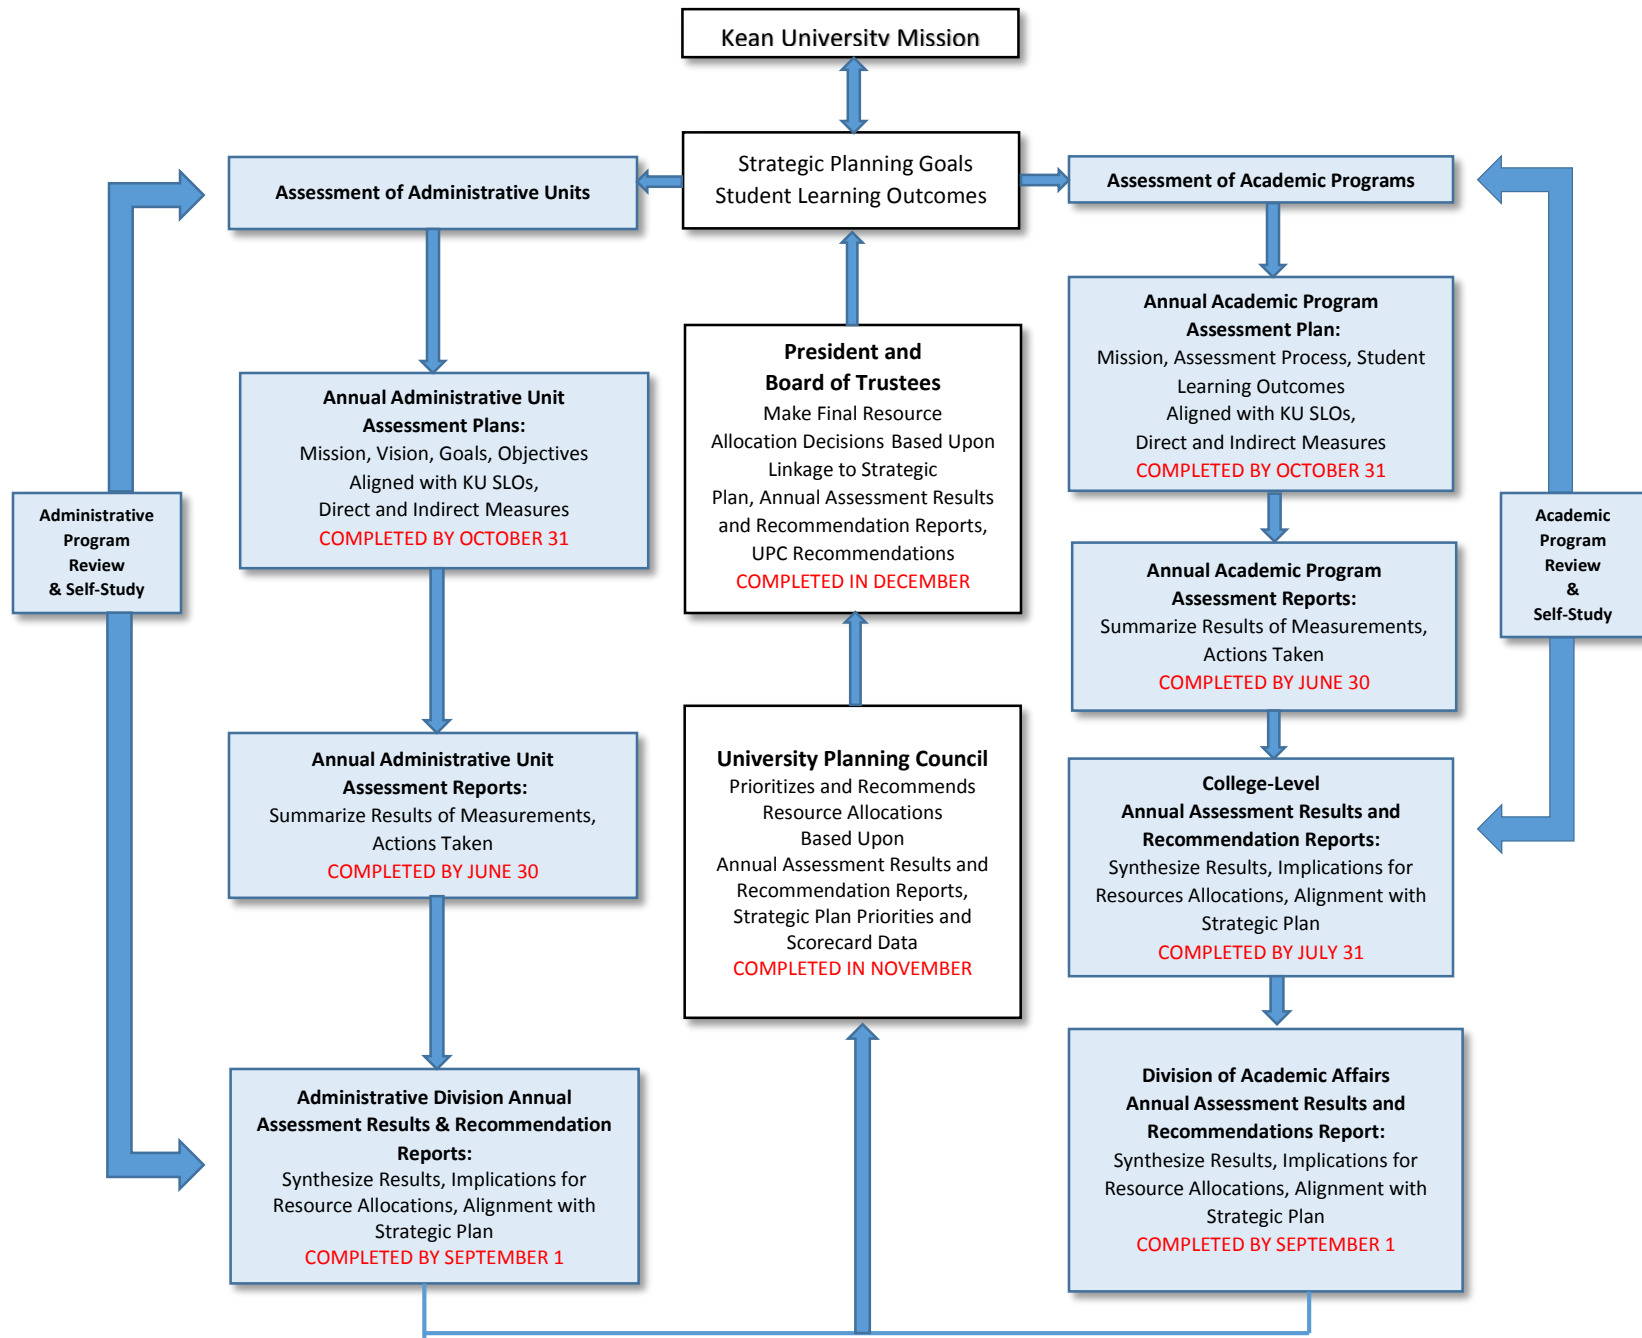 Kean University Mission
Strategic Planning Goals
Student Learning Outcomes
Assessment of Administrative Units
Assessment of Academic Programs
Annual Administrative Unit
Assessment Plans:
Mission, Vision, Goals, Objectives
Aligned with KU SLOs,
Direct and Indirect Measures
COMPLETED BY OCTOBER 31
Administrative
Program
Review
& Self-Study
Annual Administrative Unit
Assessment Reports:
Summarize Results of Measurements,
Actions Taken
COMPLETED BY JUNE 30
Administrative Division Annual
Assessment Results & Recommendation
Reports:
Synthesize Results, Implications for
Resource Allocations, Alignment with
Strategic Plan
COMPLETED BY SEPTEMBER 1
President and
Board of Trustees
Make Final Resource
Allocation Decisions Based Upon
Linkage to Strategic
Plan, Annual Assessment Results
and Recommendation Reports,
UPC Recommendations
COMPLETED IN DECEMBER
University Planning Council
Prioritizes and Recommends
Resource Allocations
Based Upon
Annual Assessment Results and
Recommendation Reports,
Strategic Plan Priorities and
Scorecard Data
COMPLETED IN NOVEMBER
Annual Academic Program
Assessment Plan:
Mission, Assessment Process, Student
Learning Outcomes
Aligned with KU SLOs,
Direct and Indirect Measures
COMPLETED BY OCTOBER 31
Annual Academic Program
Assessment Reports:
Summarize Results of Measurements,
Actions Taken
COMPLETED BY JUNE 30
College-Level
Annual Assessment Results and
Recommendation Reports:
Synthesize Results, Implications for
Resources Allocations, Alignment with
Strategic Plan
COMPLETED BY JULY 31
Division of Academic Affairs
Annual Assessment Results and
Recommendations Report:
Synthesize Results, Implications for
Resource Allocations, Alignment with
Strategic Plan
COMPLETED BY SEPTEMBER 1
Academic
Program
Review
&
Self-Study